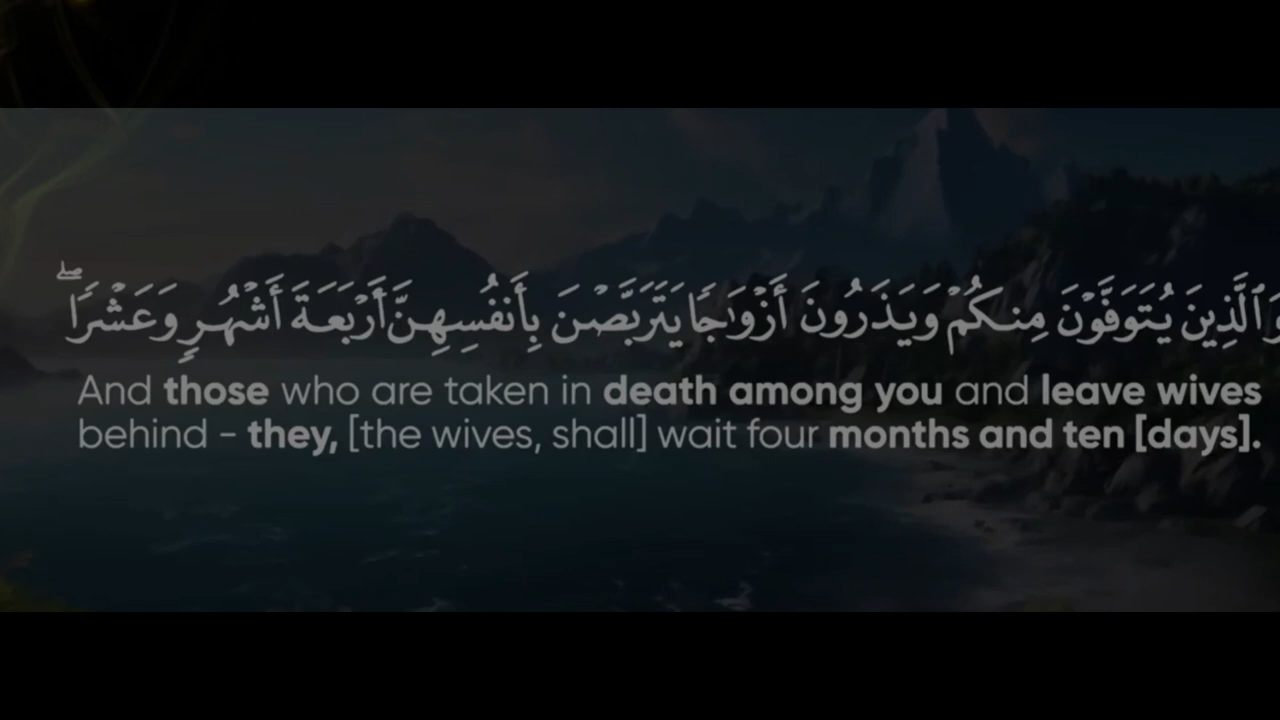 وَٱلَّذِينَ يُتَوَفَّوۡنَ مِنكُمۡ وَيَذَرُونَ أَزۡوَٰجٗا يَتَرَبَّصۡنَ بِأَنفُسِهِنَّ أَرۡبَعَةَ أَشۡهُرٖ وَعَشۡرٗاۖ
And those who are taken in death among you and leave wives
behind - they, [the wives, shall] wait four months and ten [days].